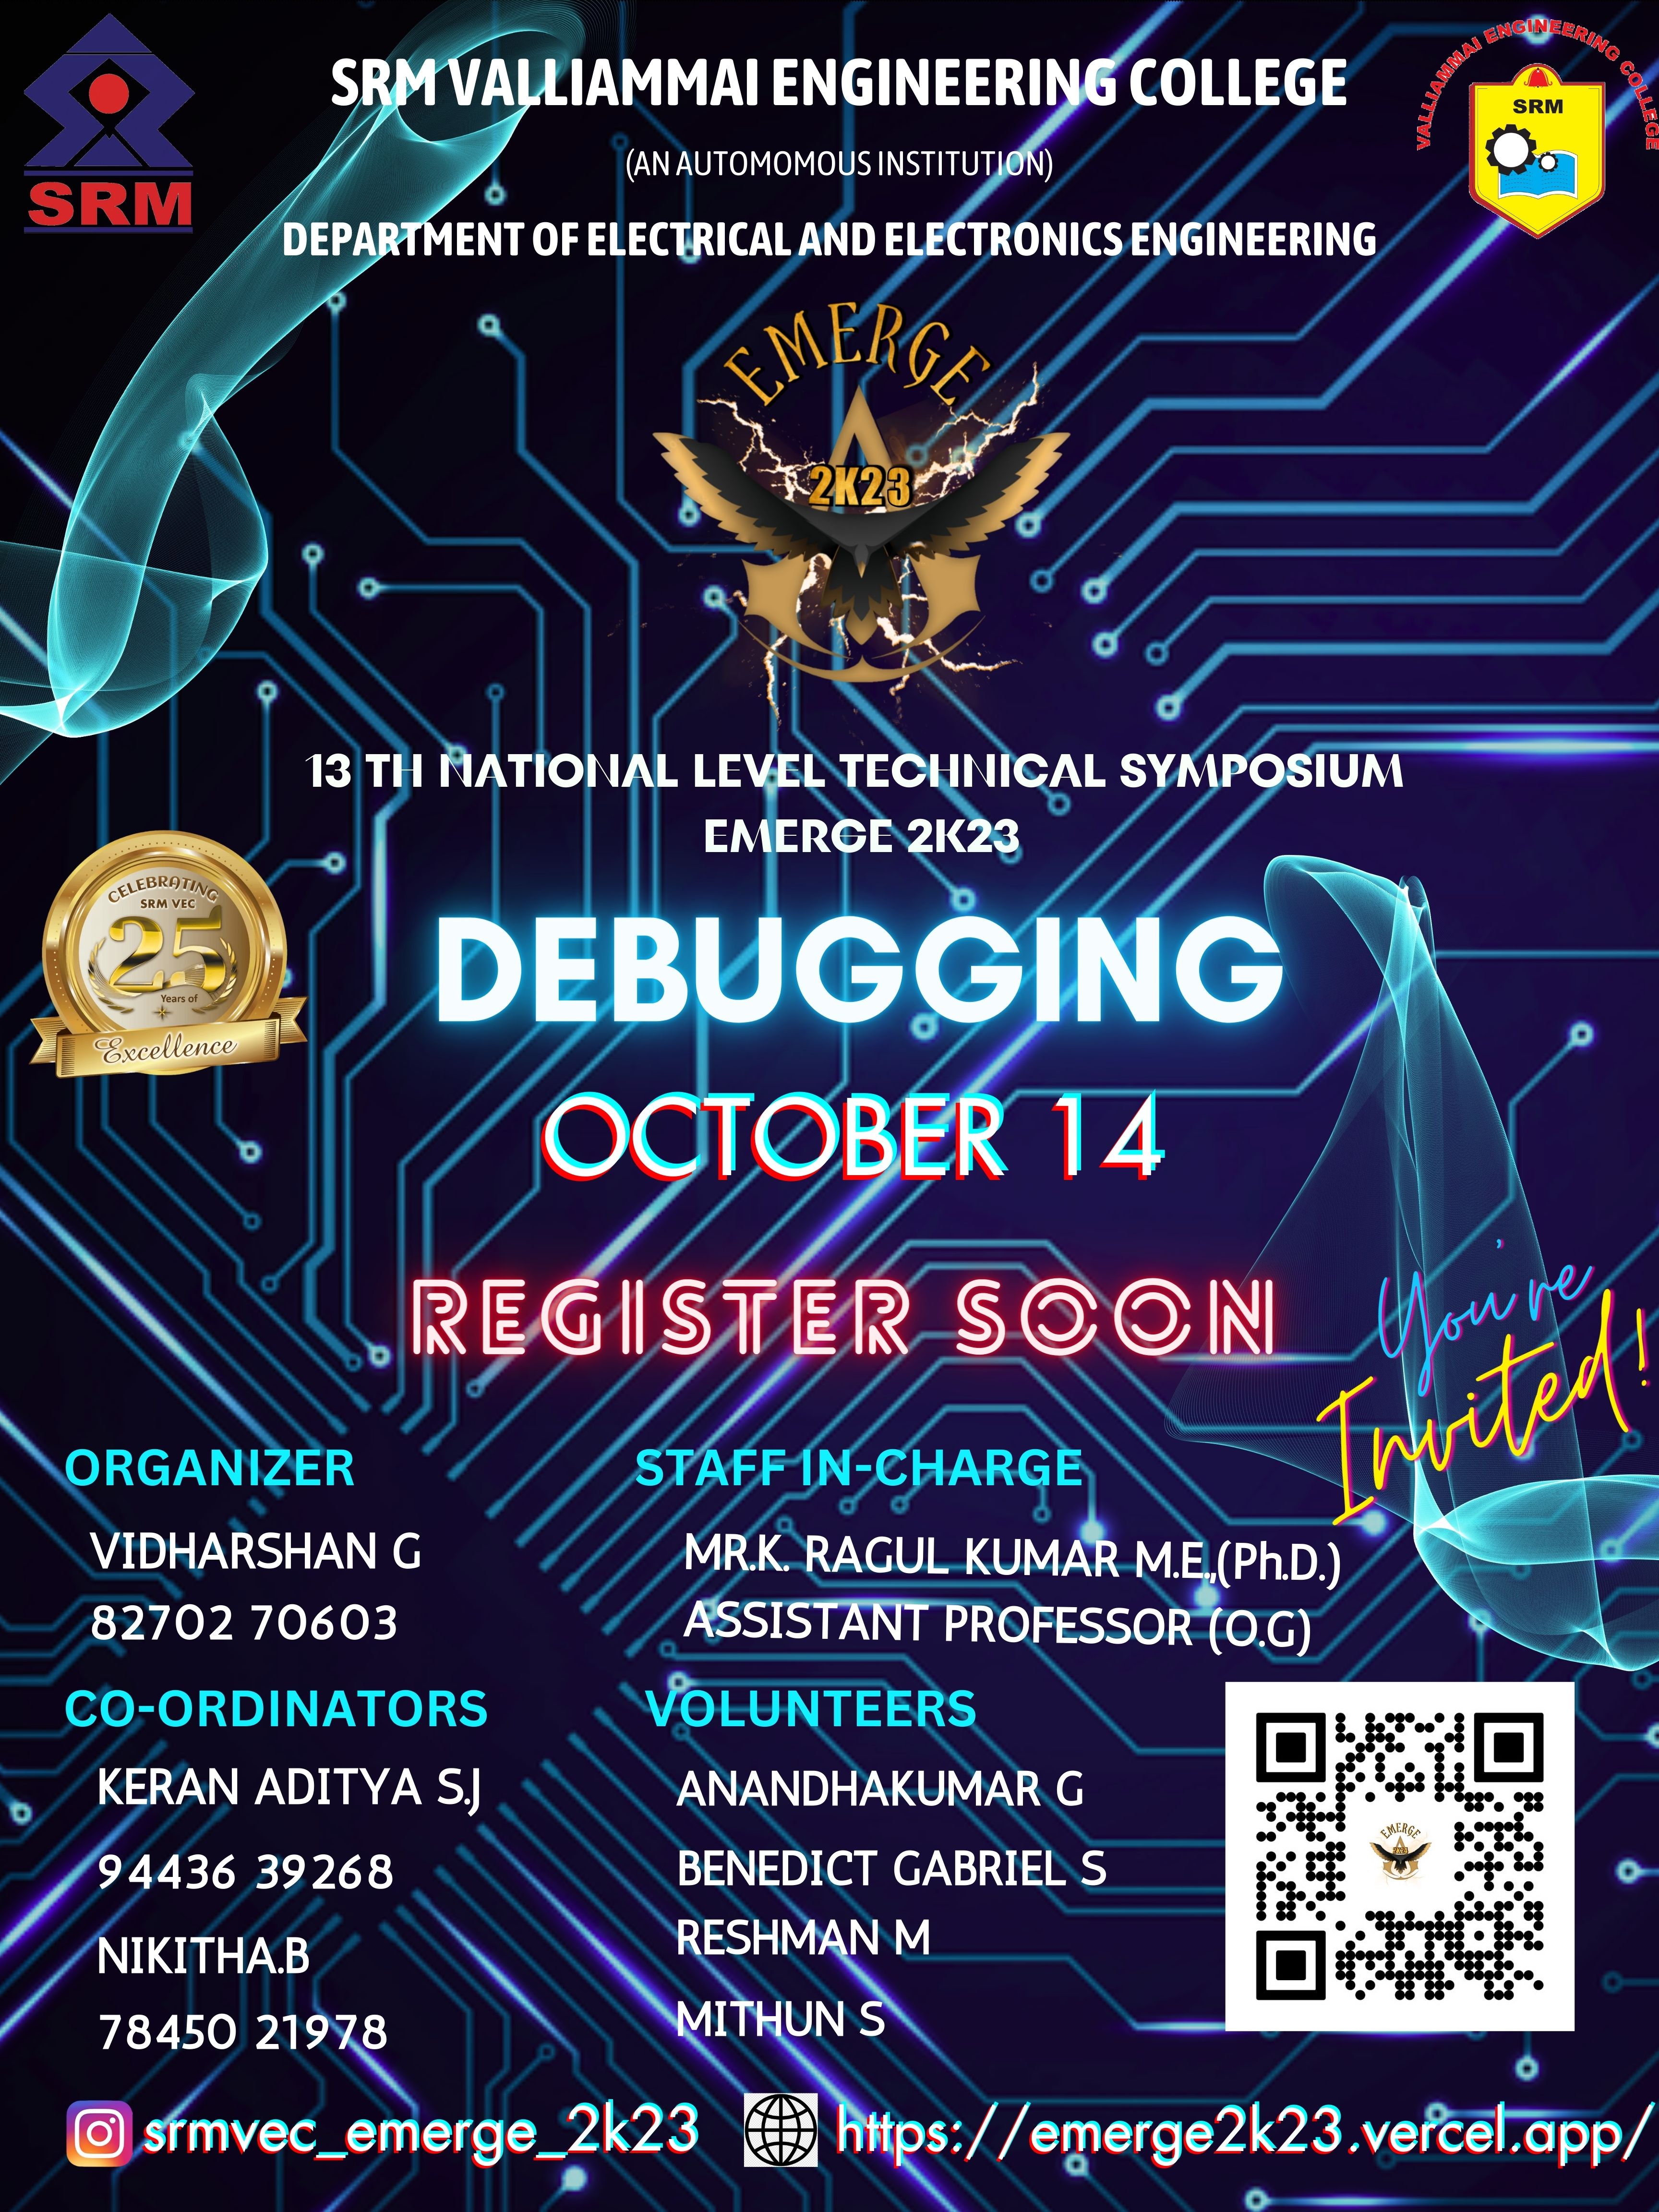 SRM
SRM VALLIAMMAI ENGINEERING COLLEGE
VALLIAMMAI ENGINEERING COLLEGE
SRM
(AN AUTOMOMOUS INSTITUTION)
DEPARTMENT OF ELECTRICAL AND ELECTRONICS ENGINEERING
EMERGE
2K23
13 TH NATIONAL LEVEL TECHNICAL SYMPOSIUM
EMERGE 2K23
CELEBRATING
SRM VEC
25
Years of
Excellence
DEBUGGING
OCTOBER 14
REGISTER SOON
You're
Invited!
ORGANIZER
VIDHARSHAN G
82702 70603
STAFF IN-CHARGE
MR.K. RAGUL KUMAR M.E.,(Ph.D.)
ASSISTANT PROFESSOR (O.G)
CO-ORDINATORS
KERAN ADITYA S.J
94436 39268
NIKITHA.B
78450 21978
VOLUNTEERS
ANANDHAKUMAR G
BENEDICT GABRIEL S
RESHMAN M
MITHUN S
EMERGE
srmvec_emerge_2k23
https://emerge2k23.vercel.app/